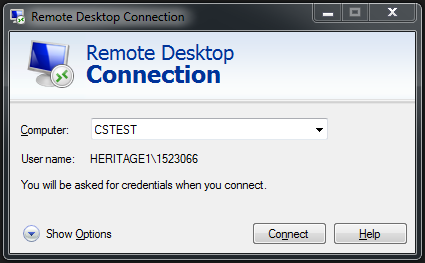 Remote Desktop Connection
Remote Desktop
Connection
Computer: CSTEST
User name: HERITAGE1\1523066
You will be asked for credentials when you connect.
Show Options Connect Help